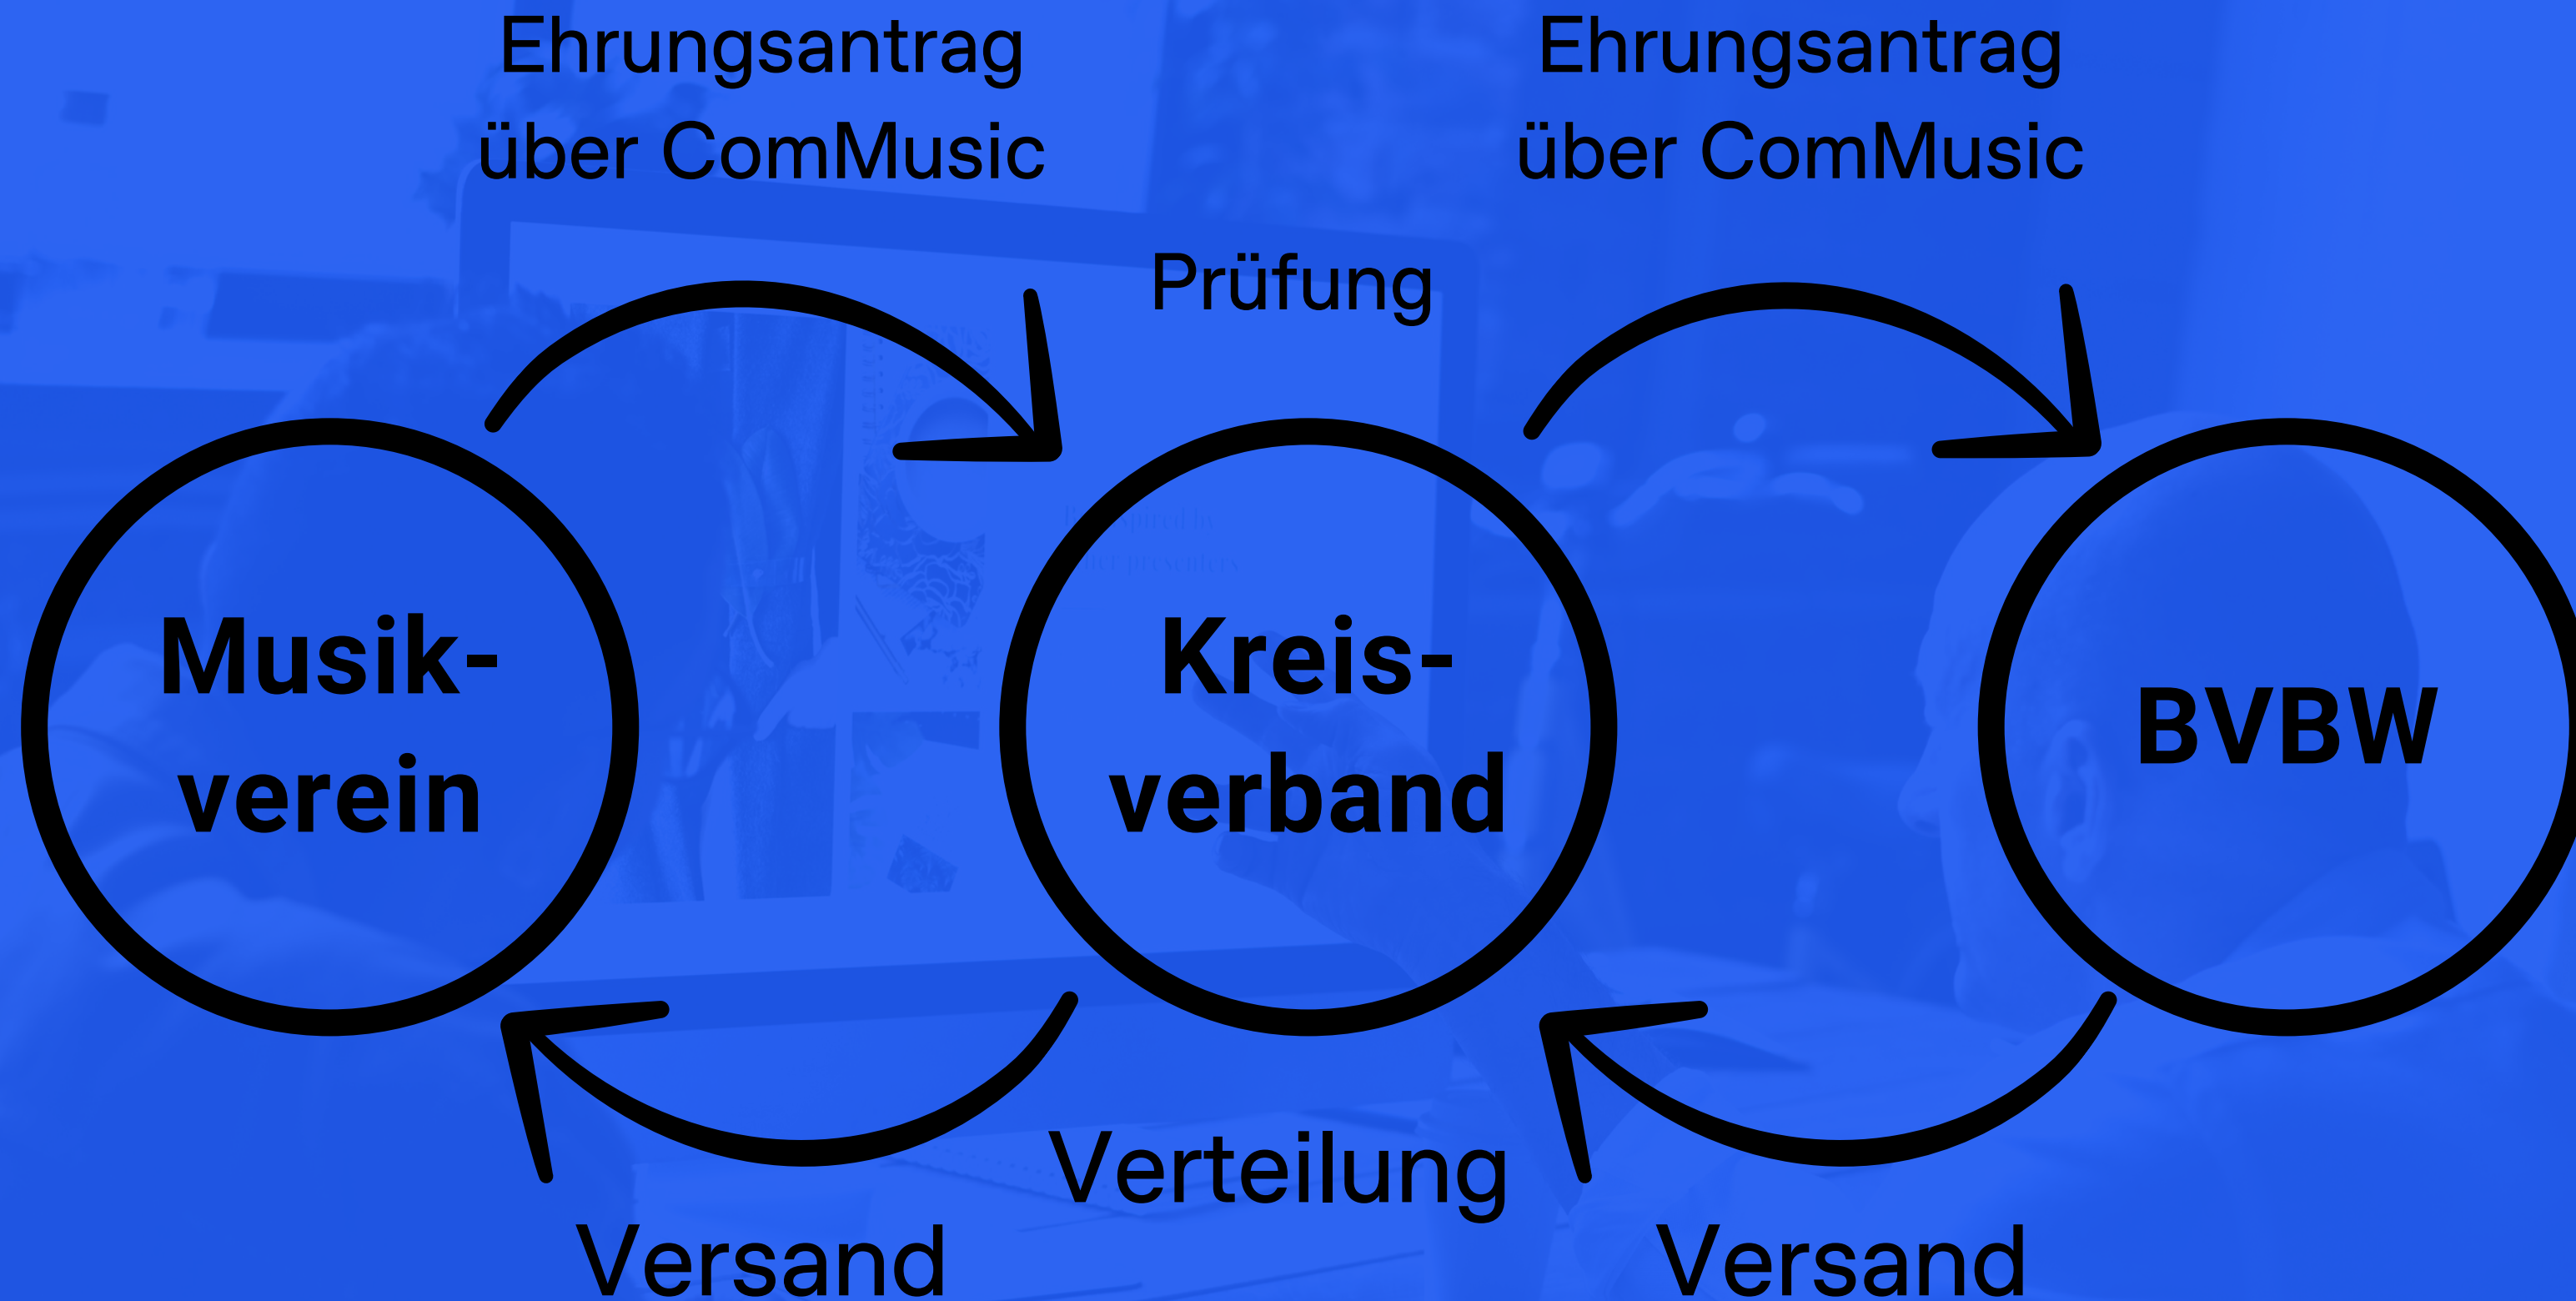 Ehrungsantrag
über ComMusic
Ehrungsantrag
über ComMusic
Prüfung
Musik-
verein
Kreis-
verband
BVBW
Verteilung
Versand
Versand